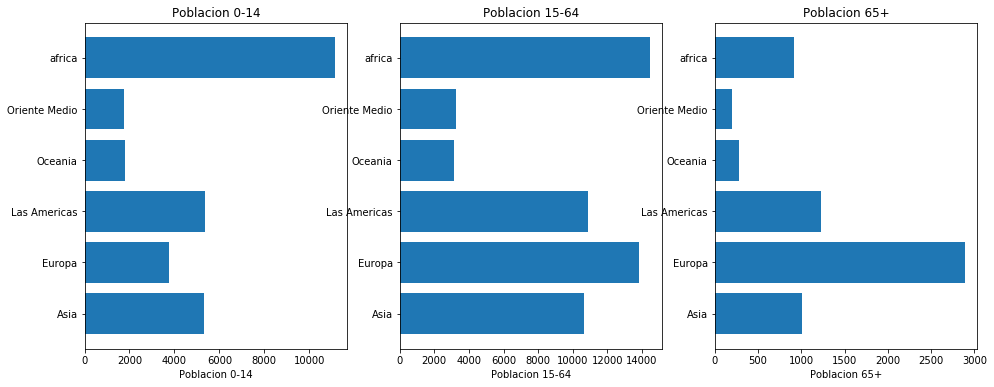 Poblacion 0-14
africa
Oriente Medio
Oceania
Las Americas
Europa
Asia
0 2000 4000 6000 8000 10000
Poblacion 0-14
Poblacion 15-64
africa
Oriente Medio
Oceania
Las Americas
Europa
Asia
0 2000 4000 6000 8000 10000 12000 14000
Poblacion 15-64
Poblacion 65+
africa
Oriente Medio
Oceania
Las Americas
Europa
Asia
0 500 1000 1500 2000 2500 3000
Poblacion 65+